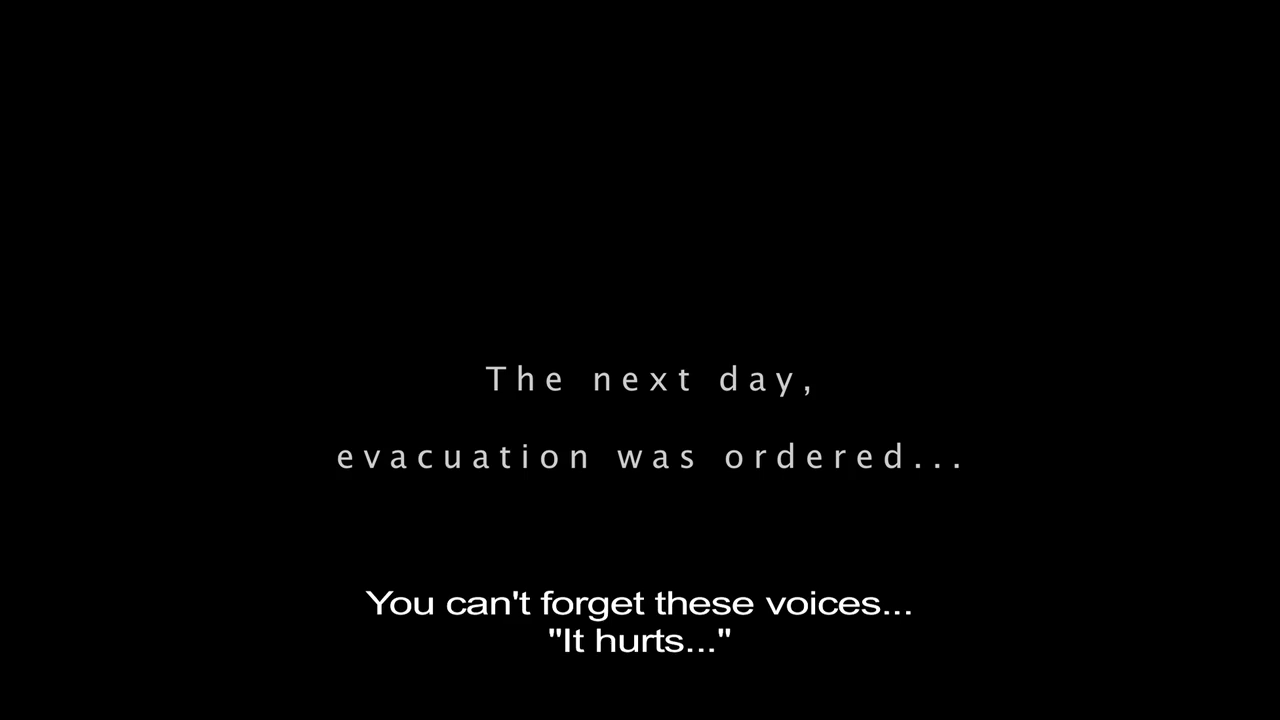 The next day,
evacuation was ordered...
You can't forget these voices...
"It hurts..."